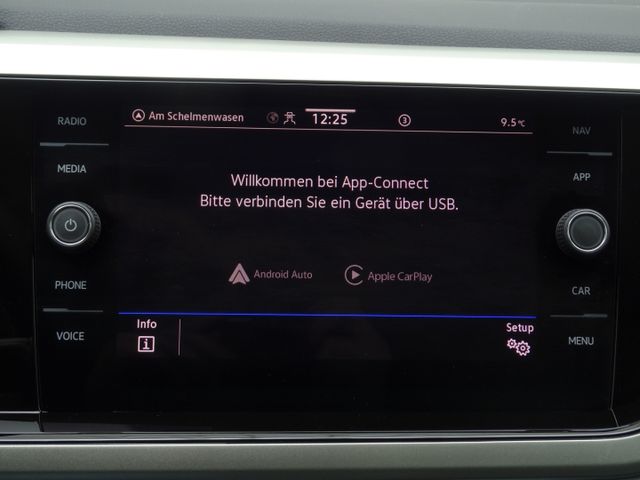 RADIO
MEDIA
PHONE
VOICE
Am Schelmenwasen
12:25
3
9.5°C
Willkommen bei App-Connect
Bitte verbinden Sie ein Gerät über USB.
Android Auto
Apple CarPlay
Info
Setup
NAV
APP
CAR
MENU